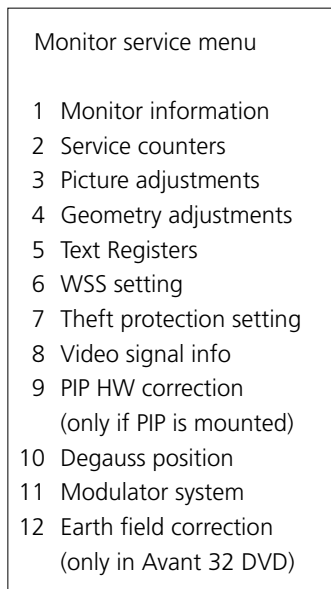 Monitor service menu
1 Monitor information
2 Service counters
3 Picture adjustments
4 Geometry adjustments
5 Text Registers
6 WSS setting
7 Theft protection setting
8 Video signal info
9 PIP HW correction
(only if PIP is mounted)
10 Degauss position
11 Modulator system
12 Earth field correction
(only in Avant 32 DVD)